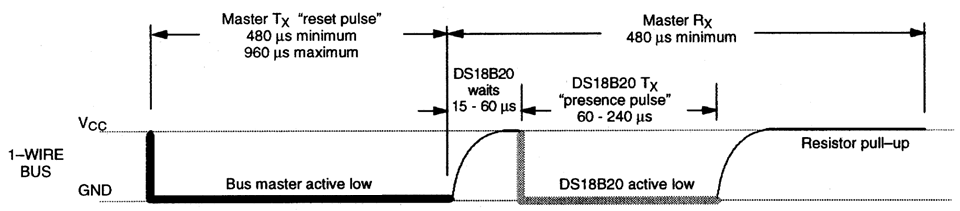 Master TX "reset pulse"
480 µs minimum
960 µs maximum
Master RX
480 µs minimum
DS18B20
waits
15 - 60 µs
DS18B20 TX
"presence pulse"
60 - 240 µs
VCC
1–WIRE
BUS
GND
Bus master active low
DS18B20 active low
Resistor pull–up